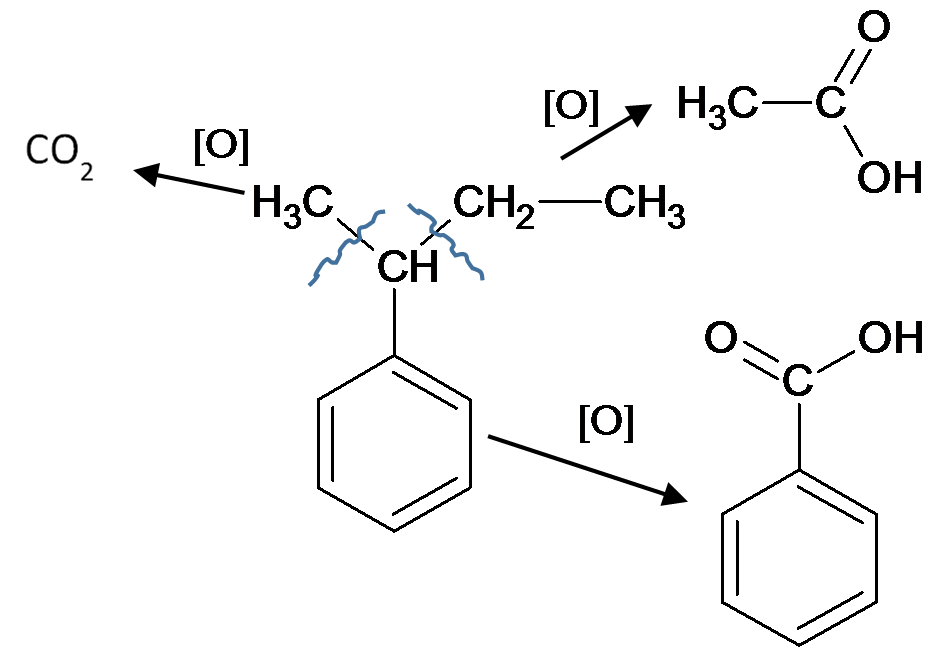 O
[O]
H₃C C
OH
CO₂
[O]
H₃C CH₂ CH₃
CH
O OH
C
[O]